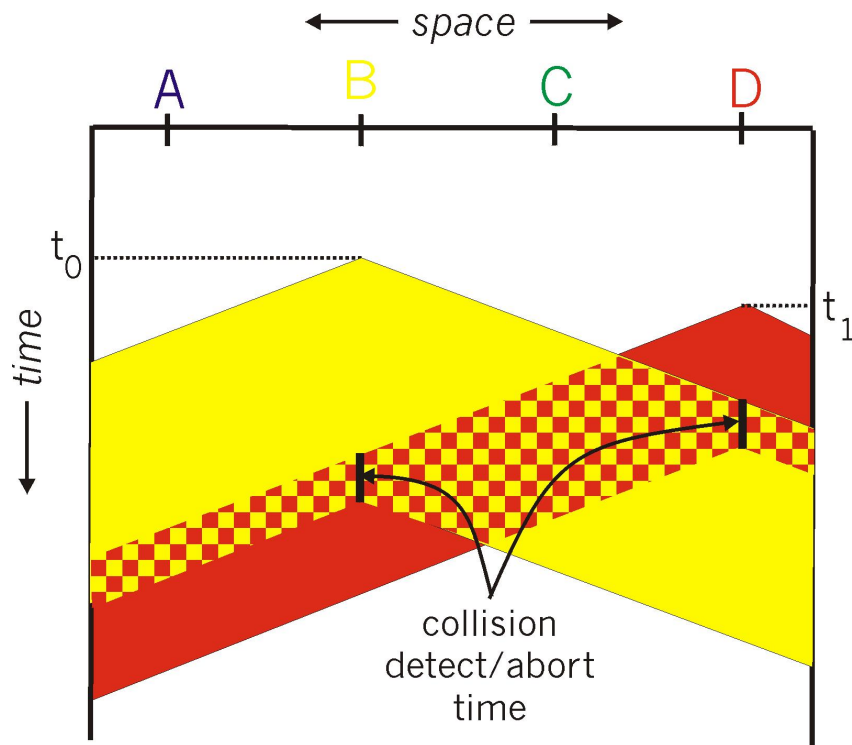 space
A B C D
t₀
t₁
time
collision
detect/abort
time